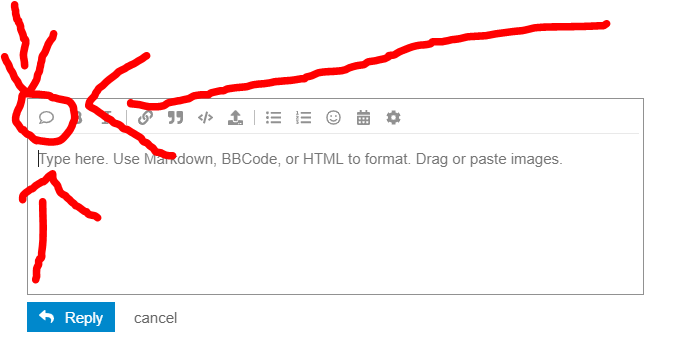 B I
Type here. Use Markdown, BBCode, or HTML to format. Drag or paste images.
Reply cancel